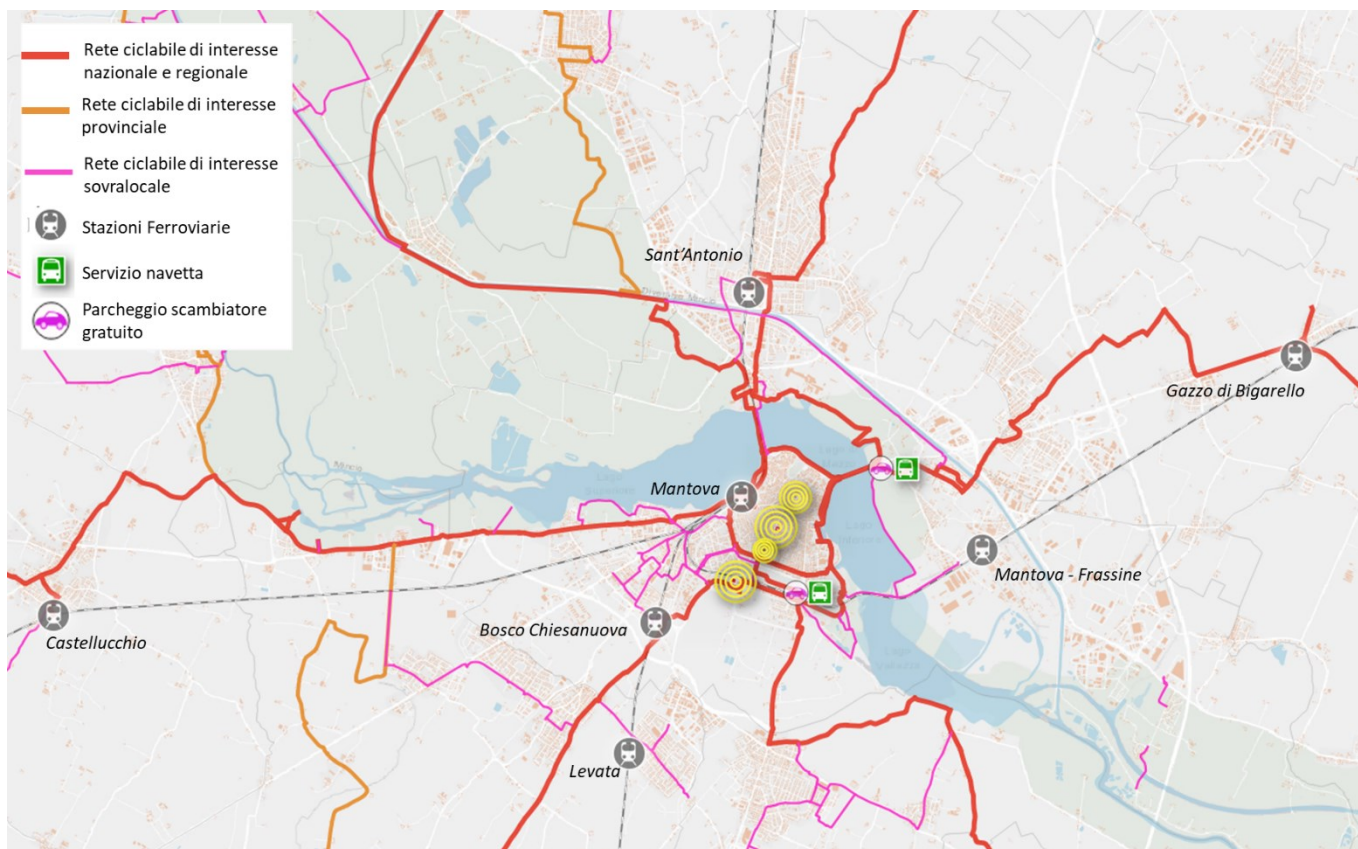 Rete ciclabile di interesse
nazionale e regionale
Rete ciclabile di interesse
provinciale
Rete ciclabile di interesse
sovralocale
Stazioni Ferroviarie
Servizio navetta
Parcheggio scambiatore
gratuito
Sant'Antonio
Gazzo di Bigarello
Mantova
Mantova - Frassine
Bosco Chiesanuova
Castellucchio
Levata